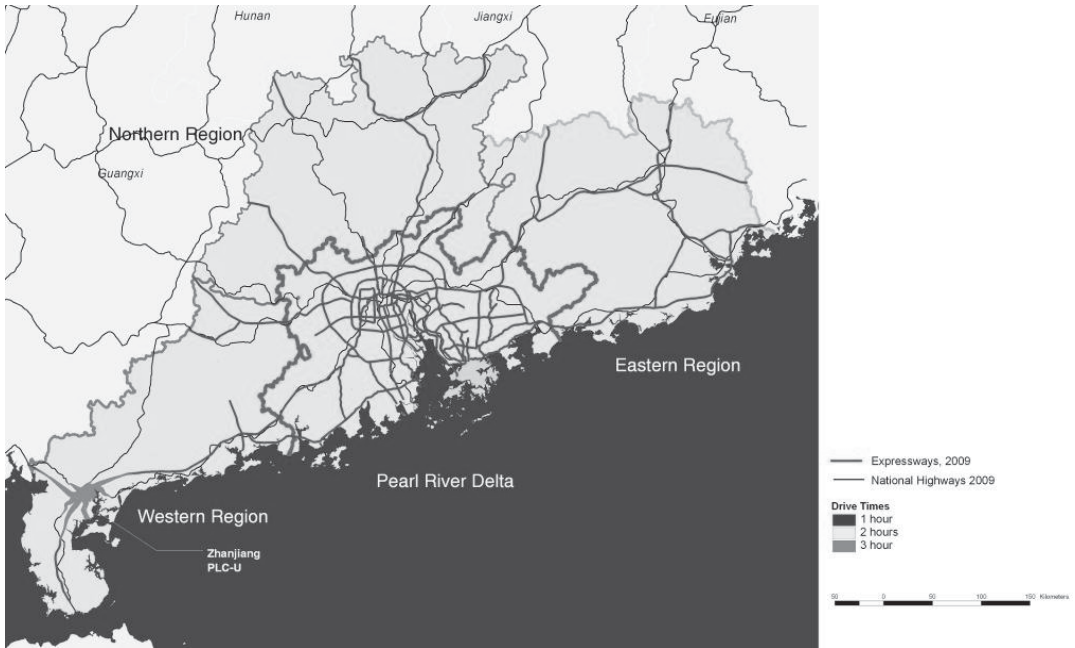 Hunan
Jiangxi
Fujian
Northern Region
Guangxi
Eastern Region
Pearl River Delta
Western Region
Zhanjiang
PLC-U
Expressways, 2009
National Highways 2009
Drive Times
1 hour
2 hours
3 hour
50 0 50 100 150 Kilometers